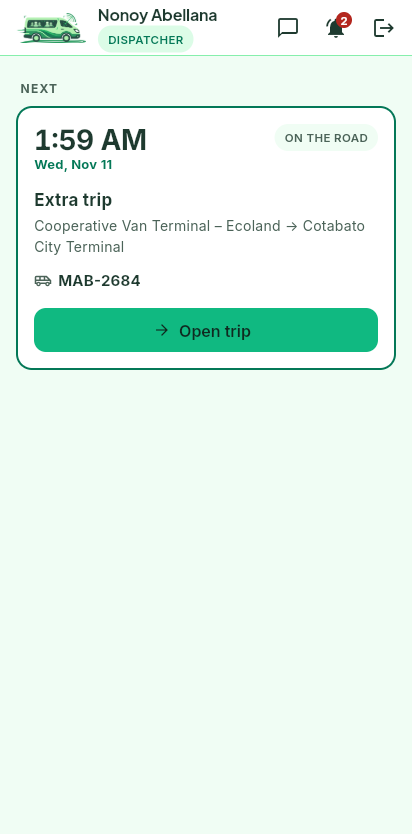 Nonoy Abellana
DISPATCHER
2
NEXT
1:59 AM
ON THE ROAD
Wed, Nov 11
Extra trip
Cooperative Van Terminal – Ecoland → Cotabato
City Terminal
MAB-2684
→ Open trip